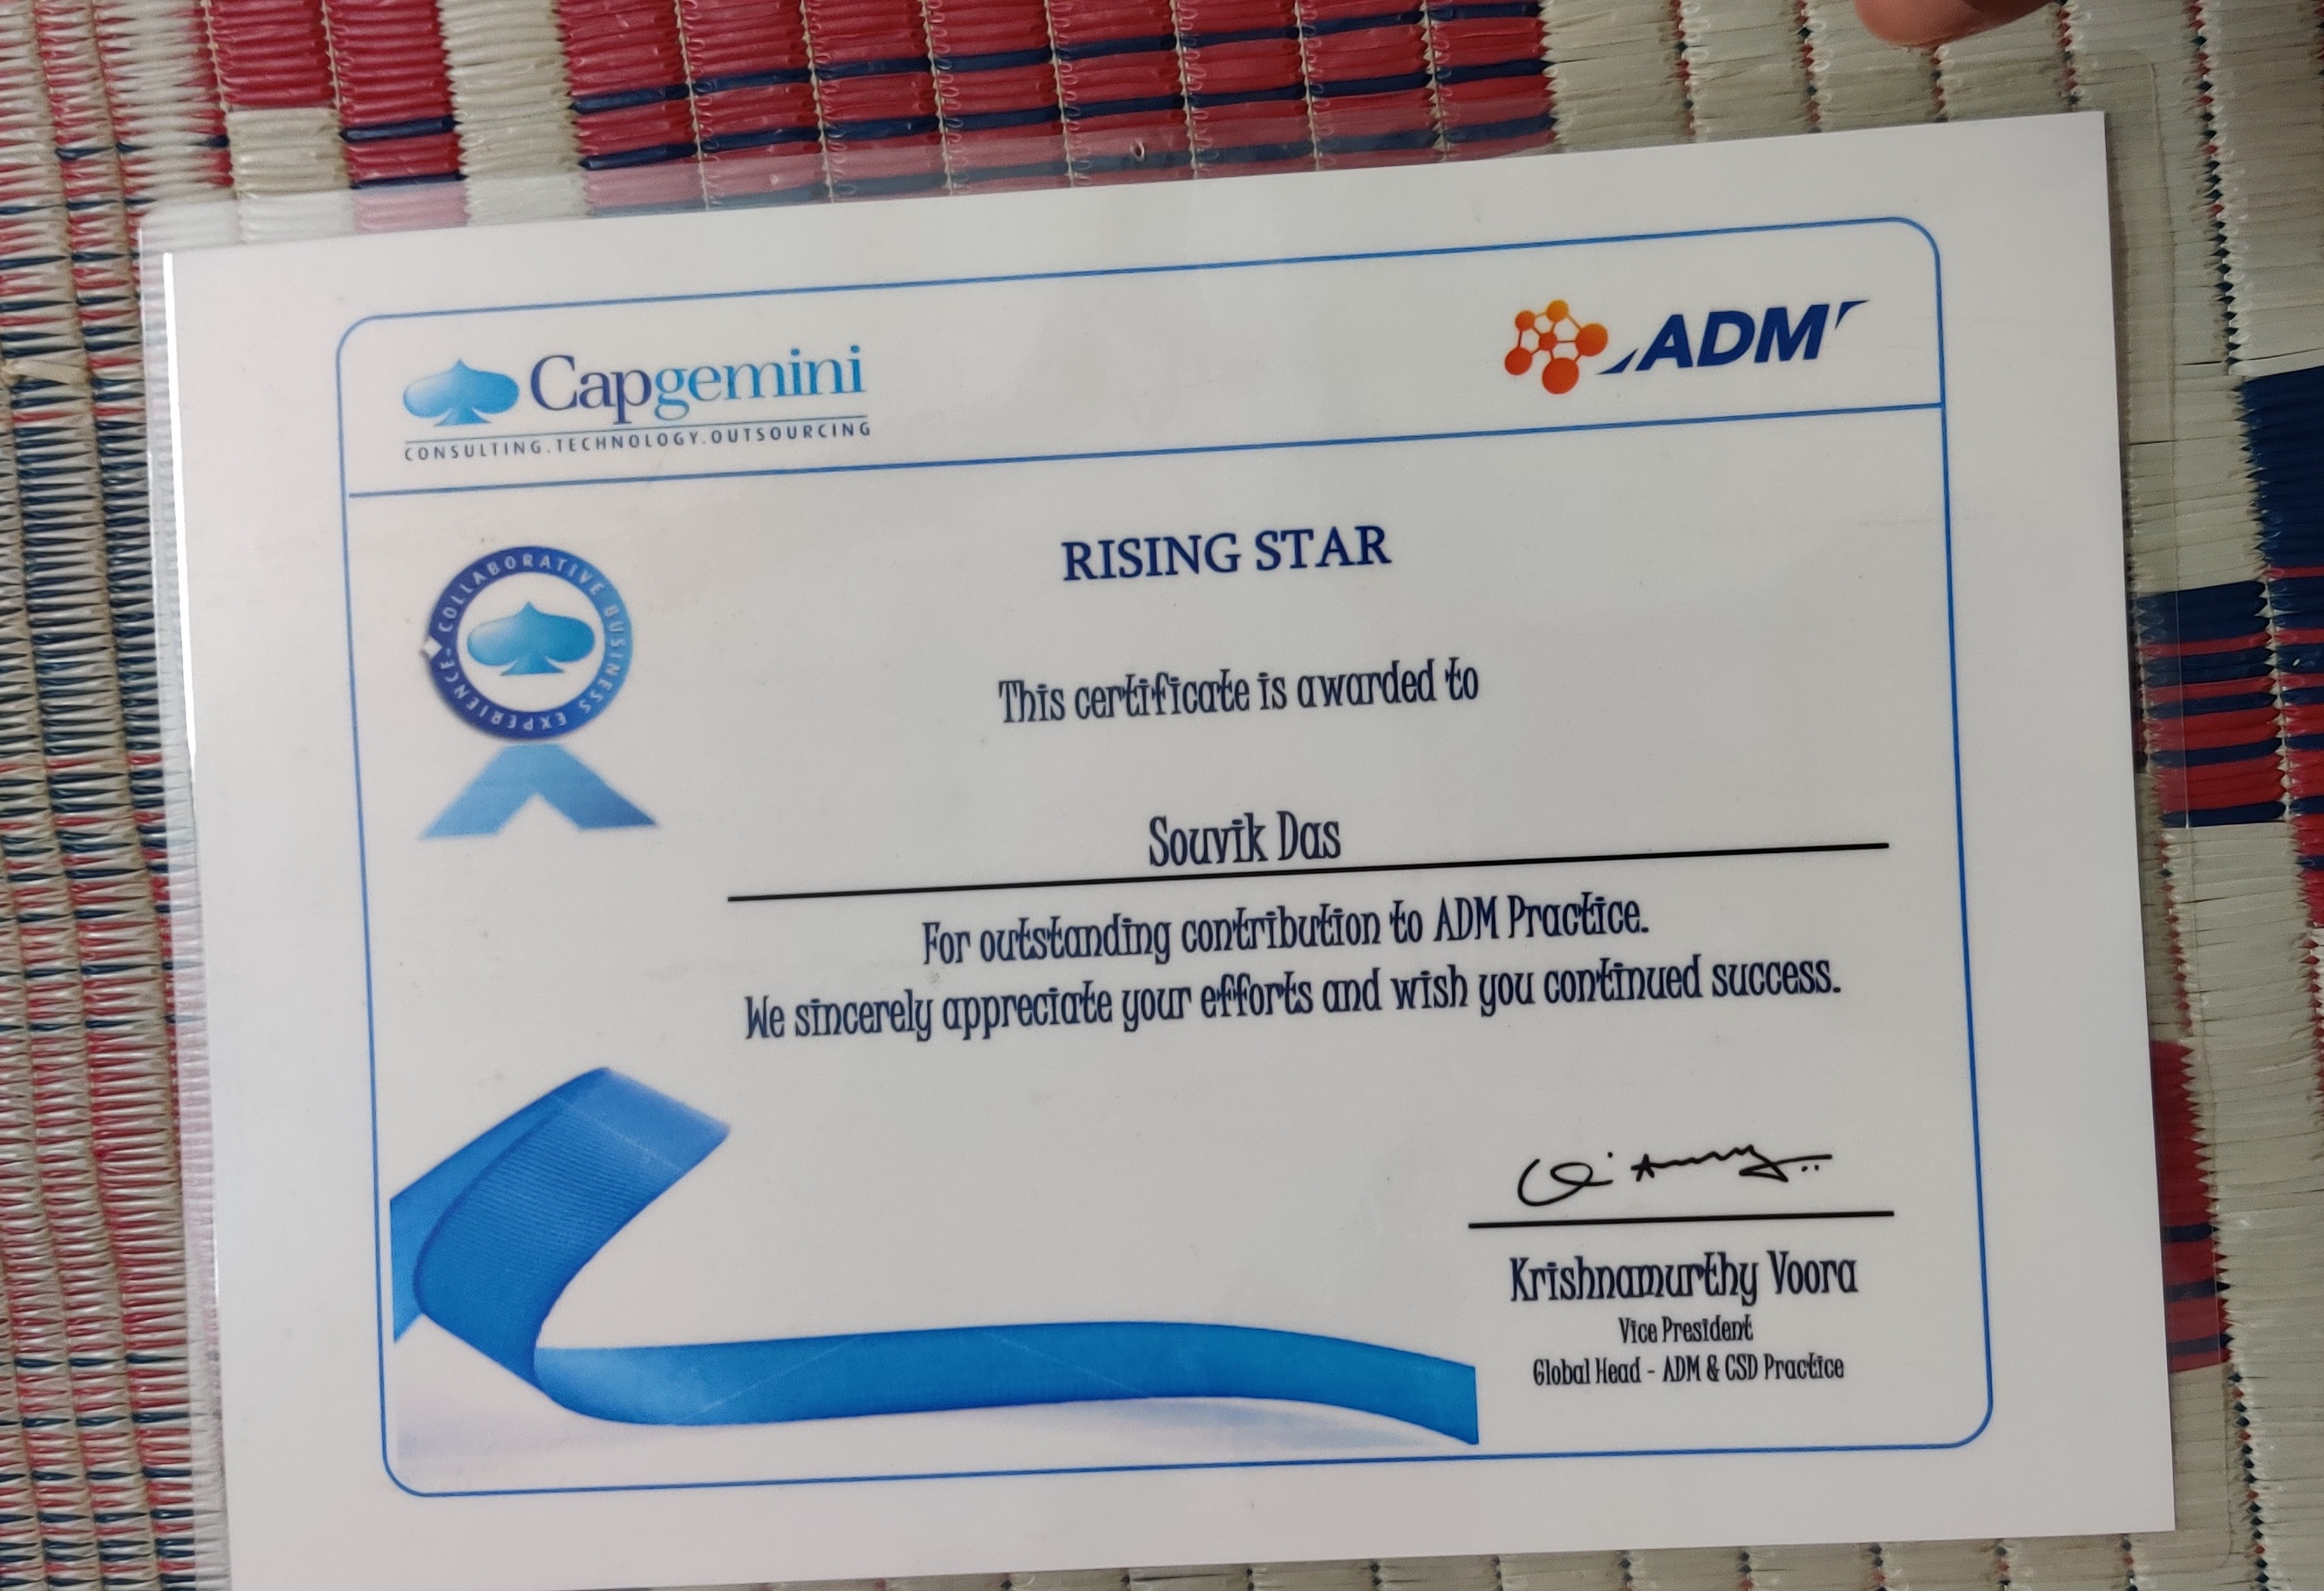 Capgemini
CONSULTING.TECHNOLOGY.OUTSOURCING
ADM
COLLABORATIVE BUSINESS EXPERIENCE
RISING STAR
This certificate is awarded to
Souvik Das
For outstanding contribution to ADM Practice.
We sincerely appreciate your efforts and wish you continued success.
Krishnamurthy Voora
Vice President
Global Head - ADM & CSD Practice